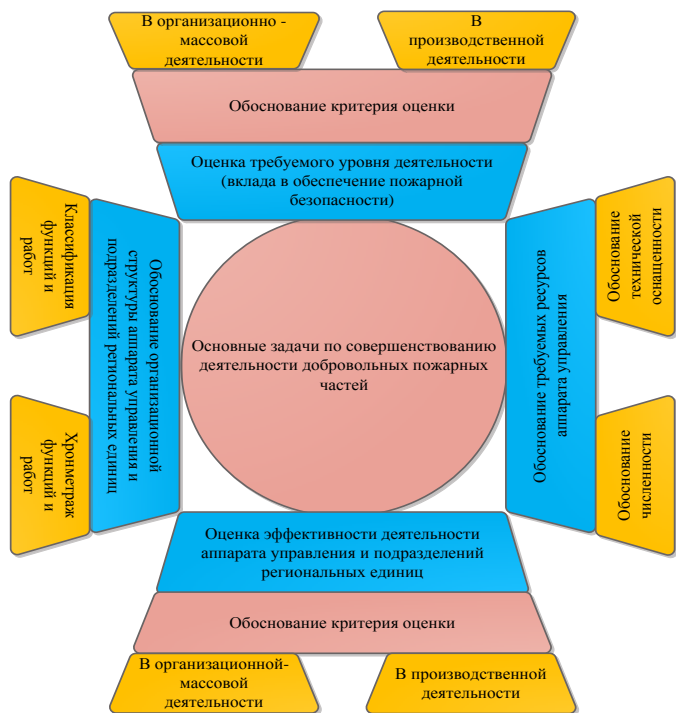 В организационно -
массовой
деятельности
В
производственной
деятельности
Обоснование критерия оценки
Оценка требуемого уровня деятельности
(вклада в обеспечение пожарной
безопасности)
Классификация
функций и
работ
Хронметраж
функций и
работ
Обоснование организационной
структуры аппарата управления и
подразделений региональных единиц
Основные задачи по совершенствованию
деятельности добровольных пожарных
частей
Обоснование требуемых ресурсов
аппарата управления
Обоснование
технической
оснащенности
Обоснование
численности
Оценка эффективности деятельности
аппарата управления и подразделений
региональных единиц
Обоснование критерия оценки
В организационной-
массовой
деятельности
В производственной
деятельности